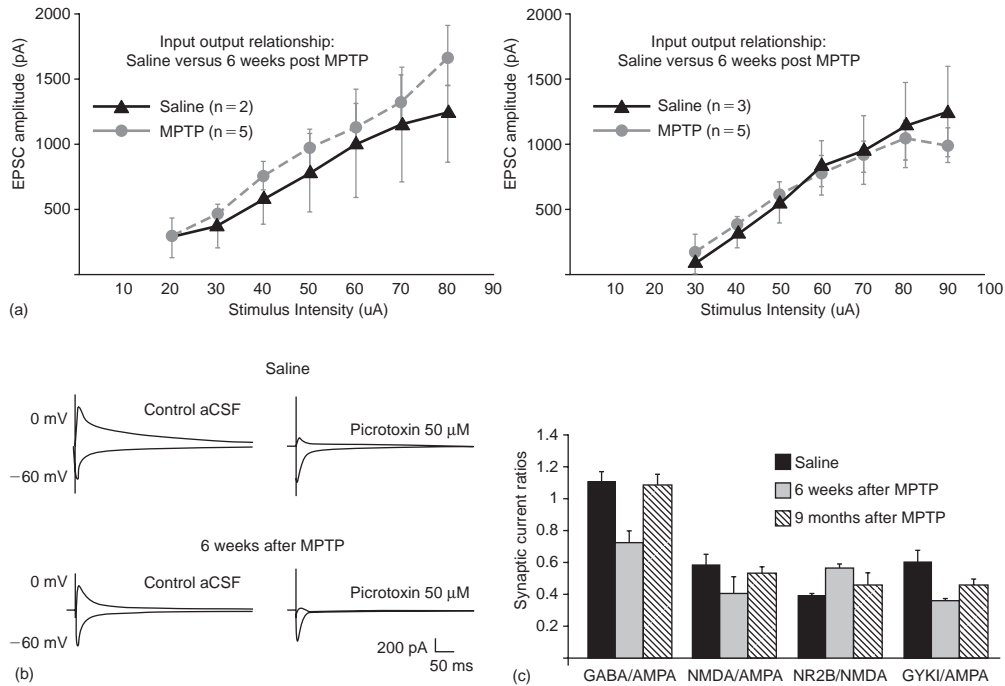 2000
1500
1000
500
EPSC amplitude (pA)
Input output relationship:
Saline versus 6 weeks post MPTP
Saline (n = 2)
MPTP (n = 5)
10 20 30 40 50 60 70 80 90
Stimulus Intensity (uA)
(a)
2000
1500
1000
500
EPSC amplitude (pA)
Input output relationship:
Saline versus 6 weeks post MPTP
Saline (n = 3)
MPTP (n = 5)
10 20 30 40 50 60 70 80 90 100
Stimulus Intensity (uA)
Saline
0 mV
Control aCSF
−60 mV
Picrotoxin 50 μM
6 weeks after MPTP
0 mV
Control aCSF
−60 mV
Picrotoxin 50 μM
200 pA
50 ms
(b)
1.4
1.2
1
0.8
0.6
0.4
0.2
Synaptic current ratios
Saline
6 weeks after MPTP
9 months after MPTP
GABA/AMPA NMDA/AMPA NR2B/NMDA GYKI/AMPA
(c)